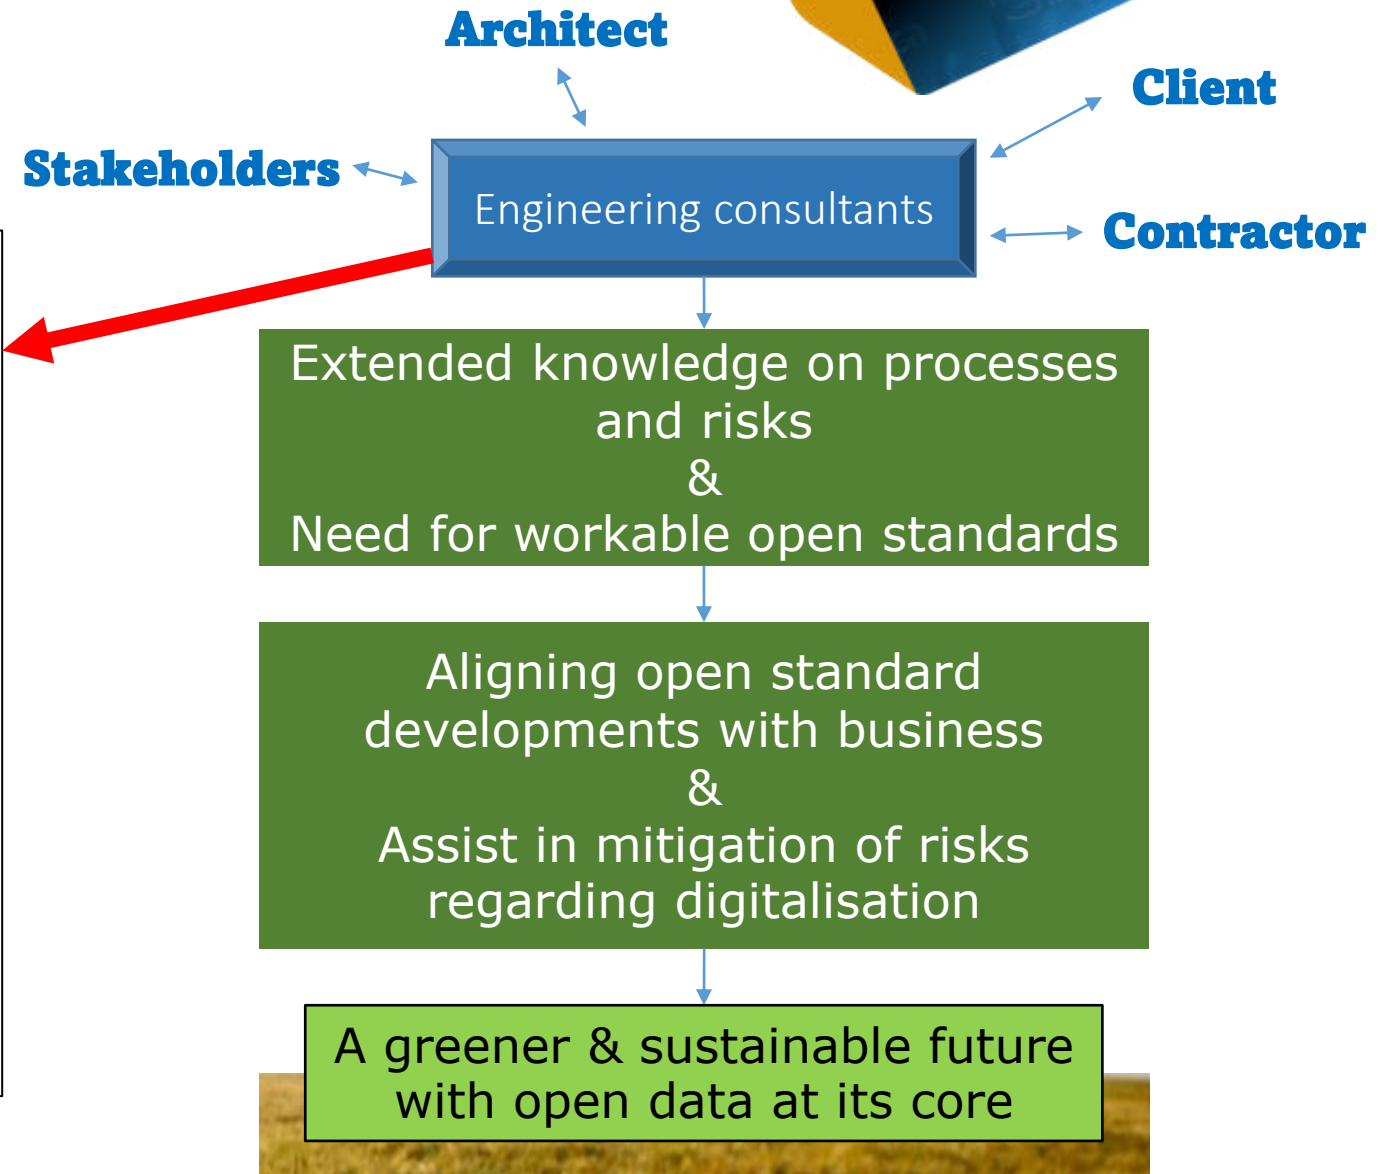 Architect
Client
Stakeholders
Engineering consultants
Contractor
Extended knowledge on processes
and risks
&
Need for workable open standards
Aligning open standard
developments with business
&
Assist in mitigation of risks
regarding digitalisation
A greener & sustainable future
with open data at its core